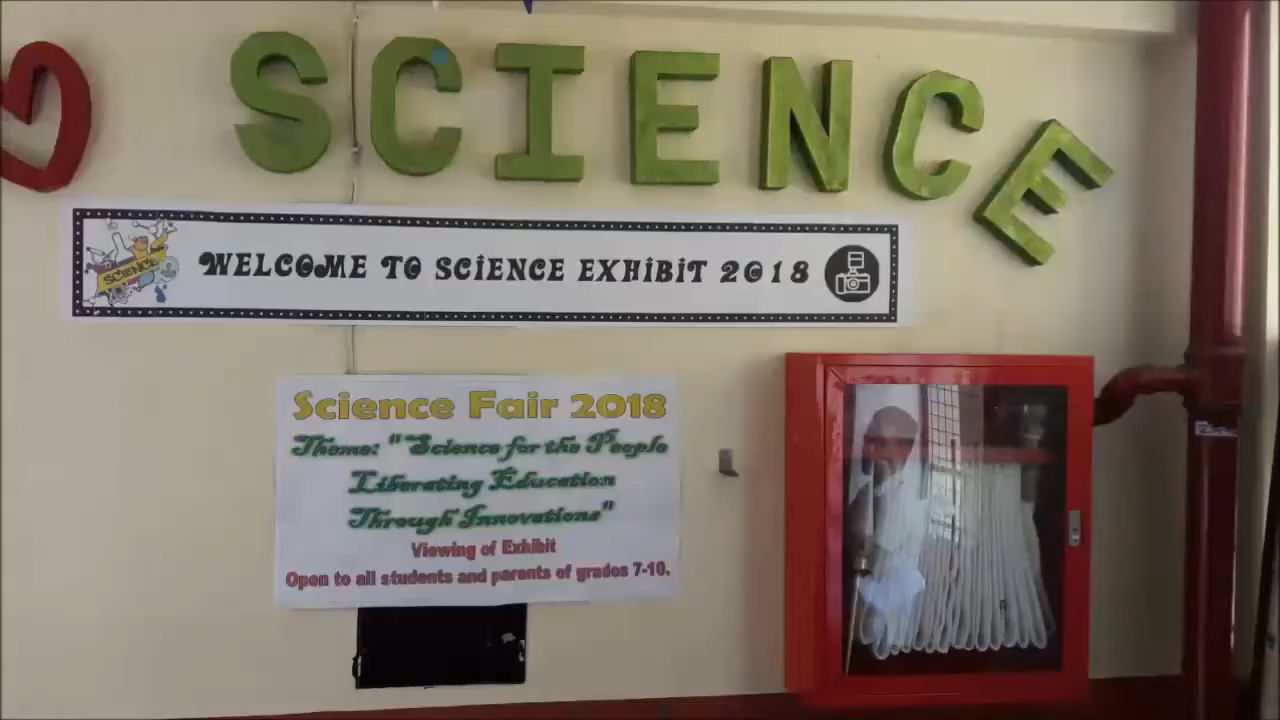 SCIENCE
SCIENCE
WELCOME TO SCiENCE EXHiBiT 2018
Science Fair 2018
Theme: "Science for the People
Liberating Education
Through Innovations"
Viewing of Exhibit
Open to all students and parents of grades 7-10.